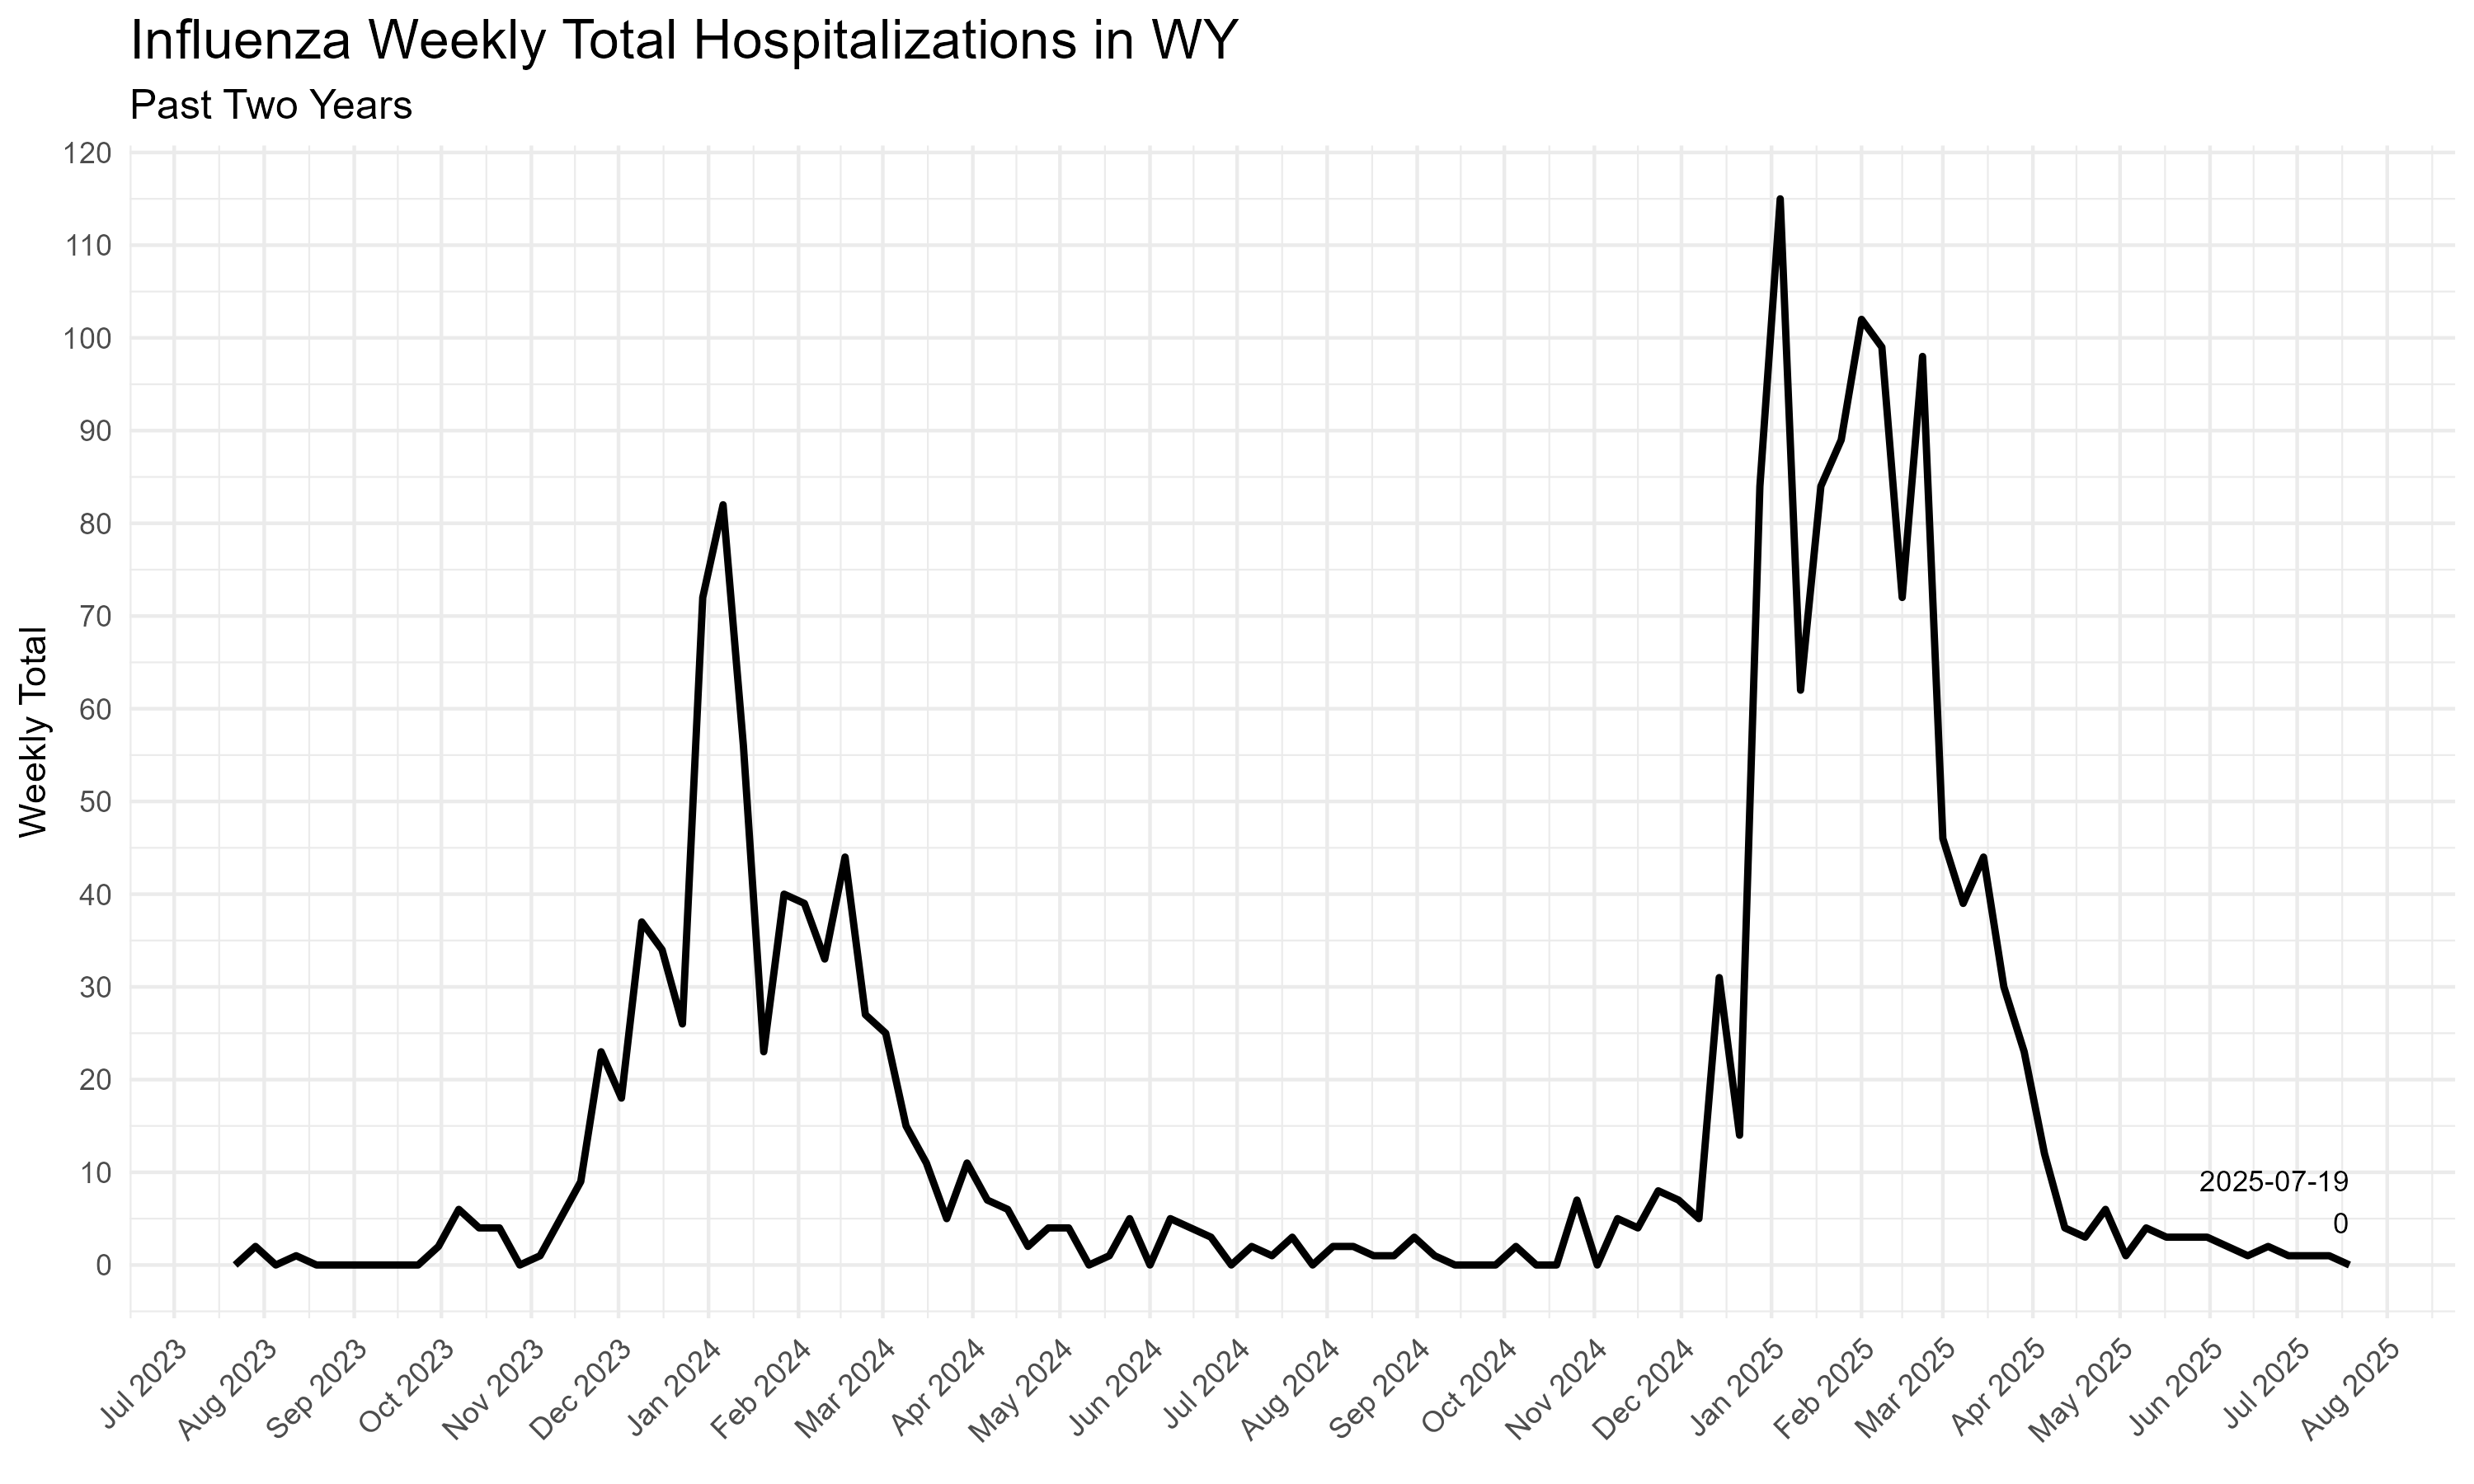 Influenza Weekly Total Hospitalizations in WY
Past Two Years
Weekly Total
120
110
100
90
80
70
60
50
40
30
20
10
0
2025-07-19
0
Jul 2023
Aug 2023
Sep 2023
Oct 2023
Nov 2023
Dec 2023
Jan 2024
Feb 2024
Mar 2024
Apr 2024
May 2024
Jun 2024
Jul 2024
Aug 2024
Sep 2024
Oct 2024
Nov 2024
Dec 2024
Jan 2025
Feb 2025
Mar 2025
Apr 2025
May 2025
Jun 2025
Jul 2025
Aug 2025